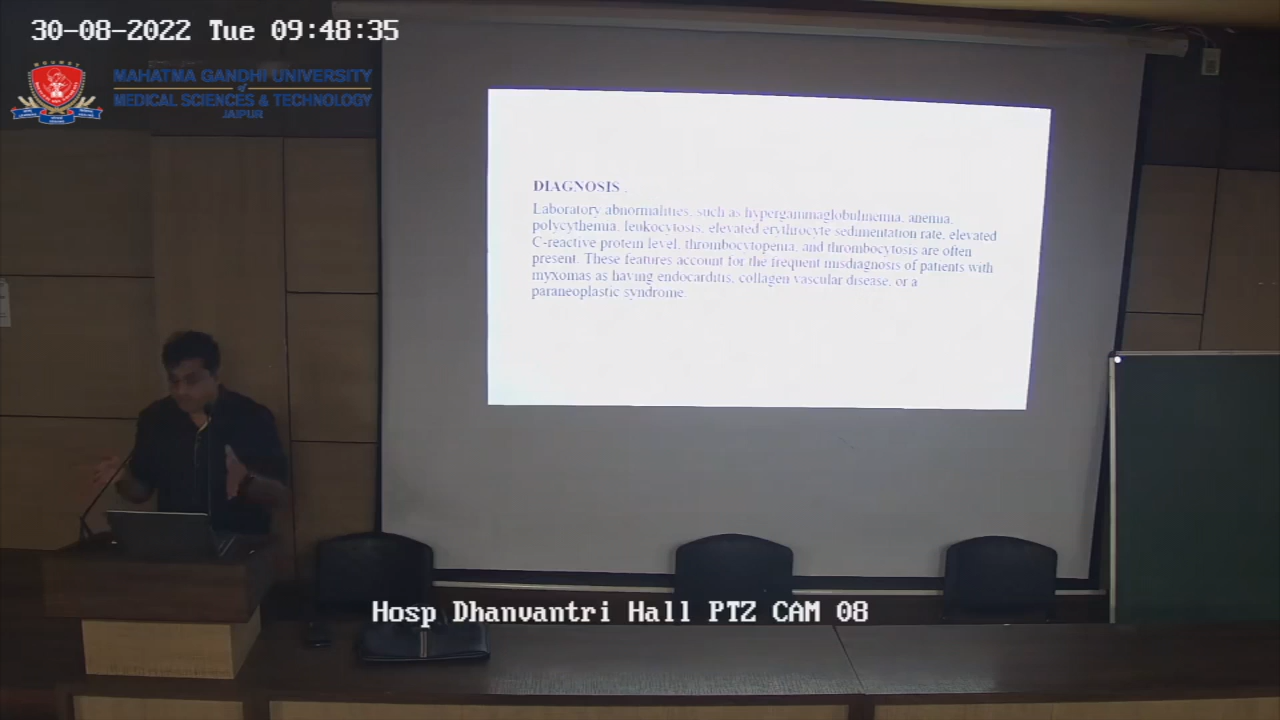 30-08-2022 Tue 09:48:35
MAHATMA GANDHI UNIVERSITY
of
MEDICAL SCIENCES & TECHNOLOGY
JAIPUR
DIAGNOSIS .
Laboratory abnormalities, such as hypergammaglobulinemia, anemia,
polycythemia, leukocytosis, elevated erythrocyte sedimentation rate, elevated
C-reactive protein level, thrombocytopenia, and thrombocytosis are often
present. These features account for the frequent misdiagnosis of patients with
myxomas as having endocarditis, collagen vascular disease, or a
paraneoplastic syndrome.
Hosp Dhanvantri Hall PTZ CAM 08